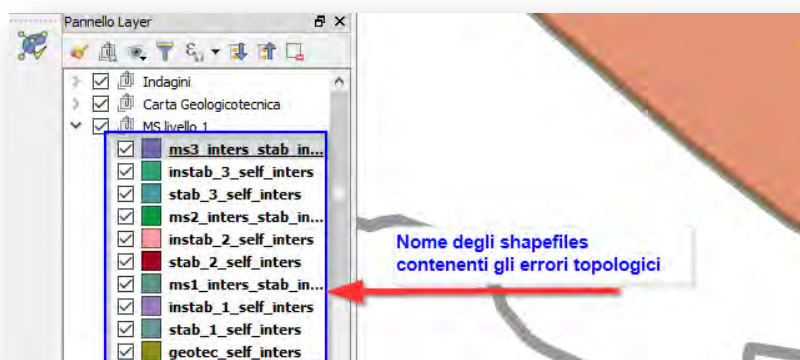 Pannello Layer
Indagini
Carta Geologicotecnica
MS livello 1
ms3_inters_stab_in...
instab_3_self_inters
stab_3_self_inters
ms2_inters_stab_in...
instab_2_self_inters
stab_2_self_inters
ms1_inters_stab_in...
instab_1_self_inters
stab_1_self_inters
geotec_self_inters
Nome degli shapefiles
contenenti gli errori topologici